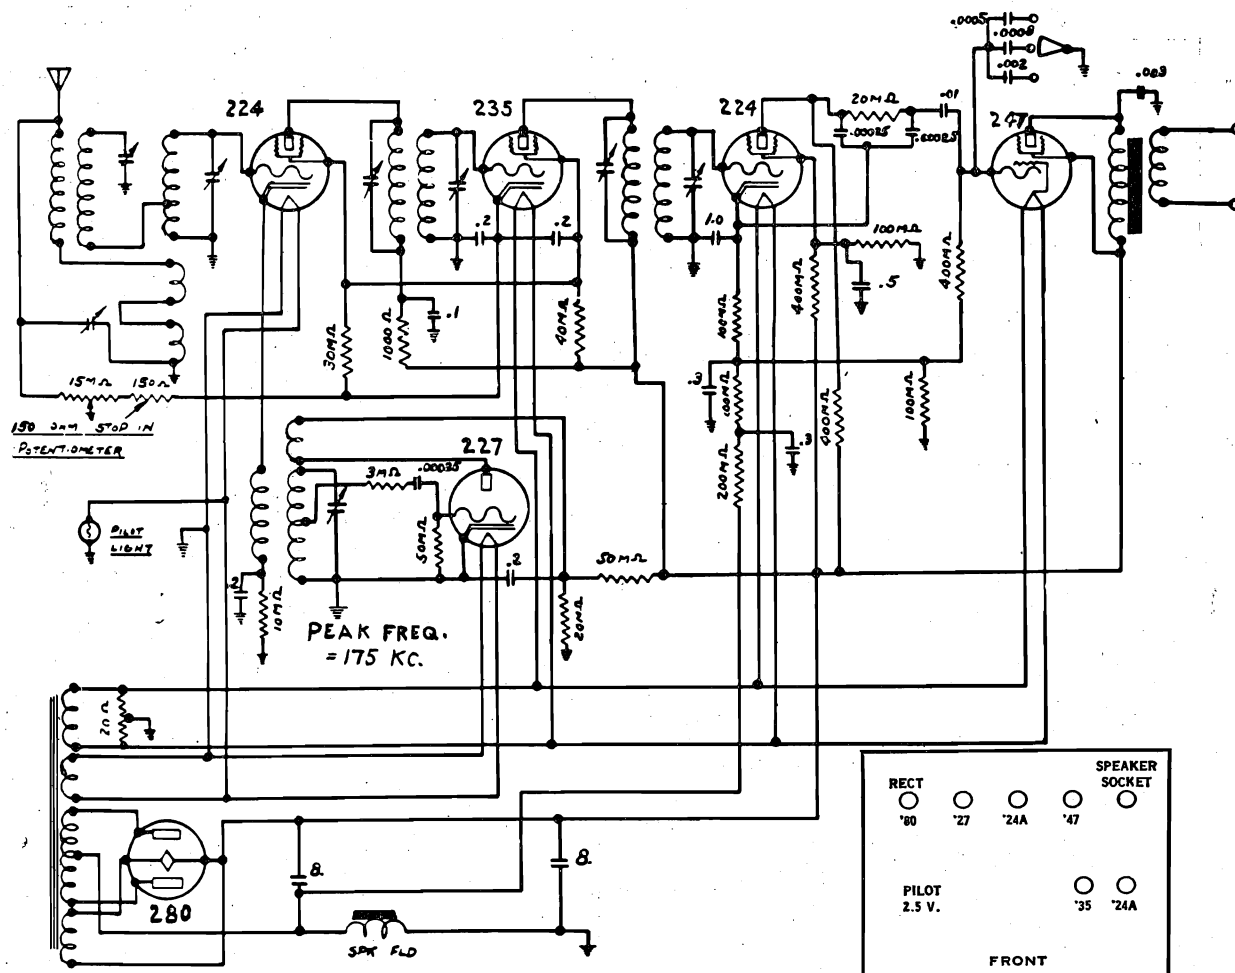 .0005
.0008
.002
.003
224
235
224
20MΩ
.01
.00025
.00025
247
.2
.2
1.0
100MΩ
.5
400MΩ
400MΩ
.1
30MΩ
1000Ω
40MΩ
100MΩ
15MΩ
150Ω
.3
100MΩ
400MΩ
100MΩ
150 OHM STOP IN
POTENTIOMETER
.3
227
3MΩ
.00035
200MΩ
50MΩ
PILOT
LIGHT
.2
50MΩ
.2
10MΩ
20MΩ
PEAK FREQ.
=175 KC.
20Ω
RECT
SPEAKER
SOCKET
'80
'27
'24A
'47
8
8
280
PILOT
2.5 V.
'35
'24A
SPK FLD
FRONT